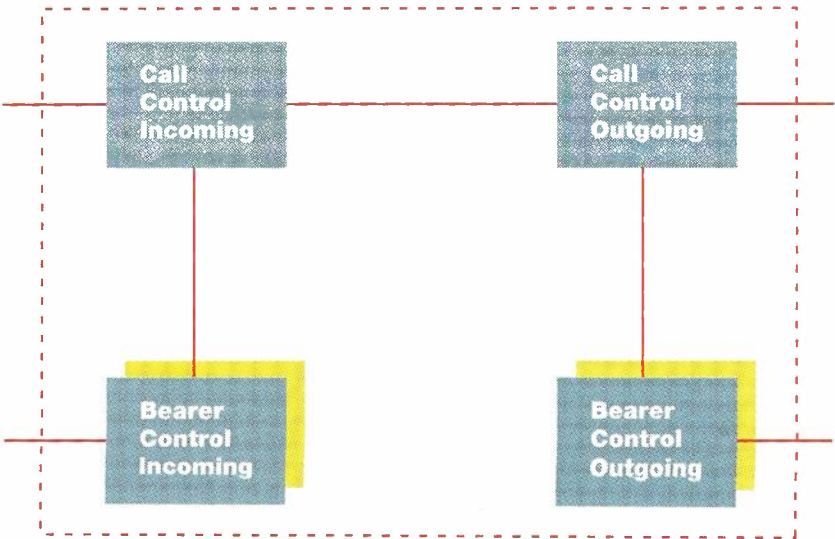 Call
Control
Incoming
Call
Control
Outgoing
Bearer
Control
Incoming
Bearer
Control
Outgoing